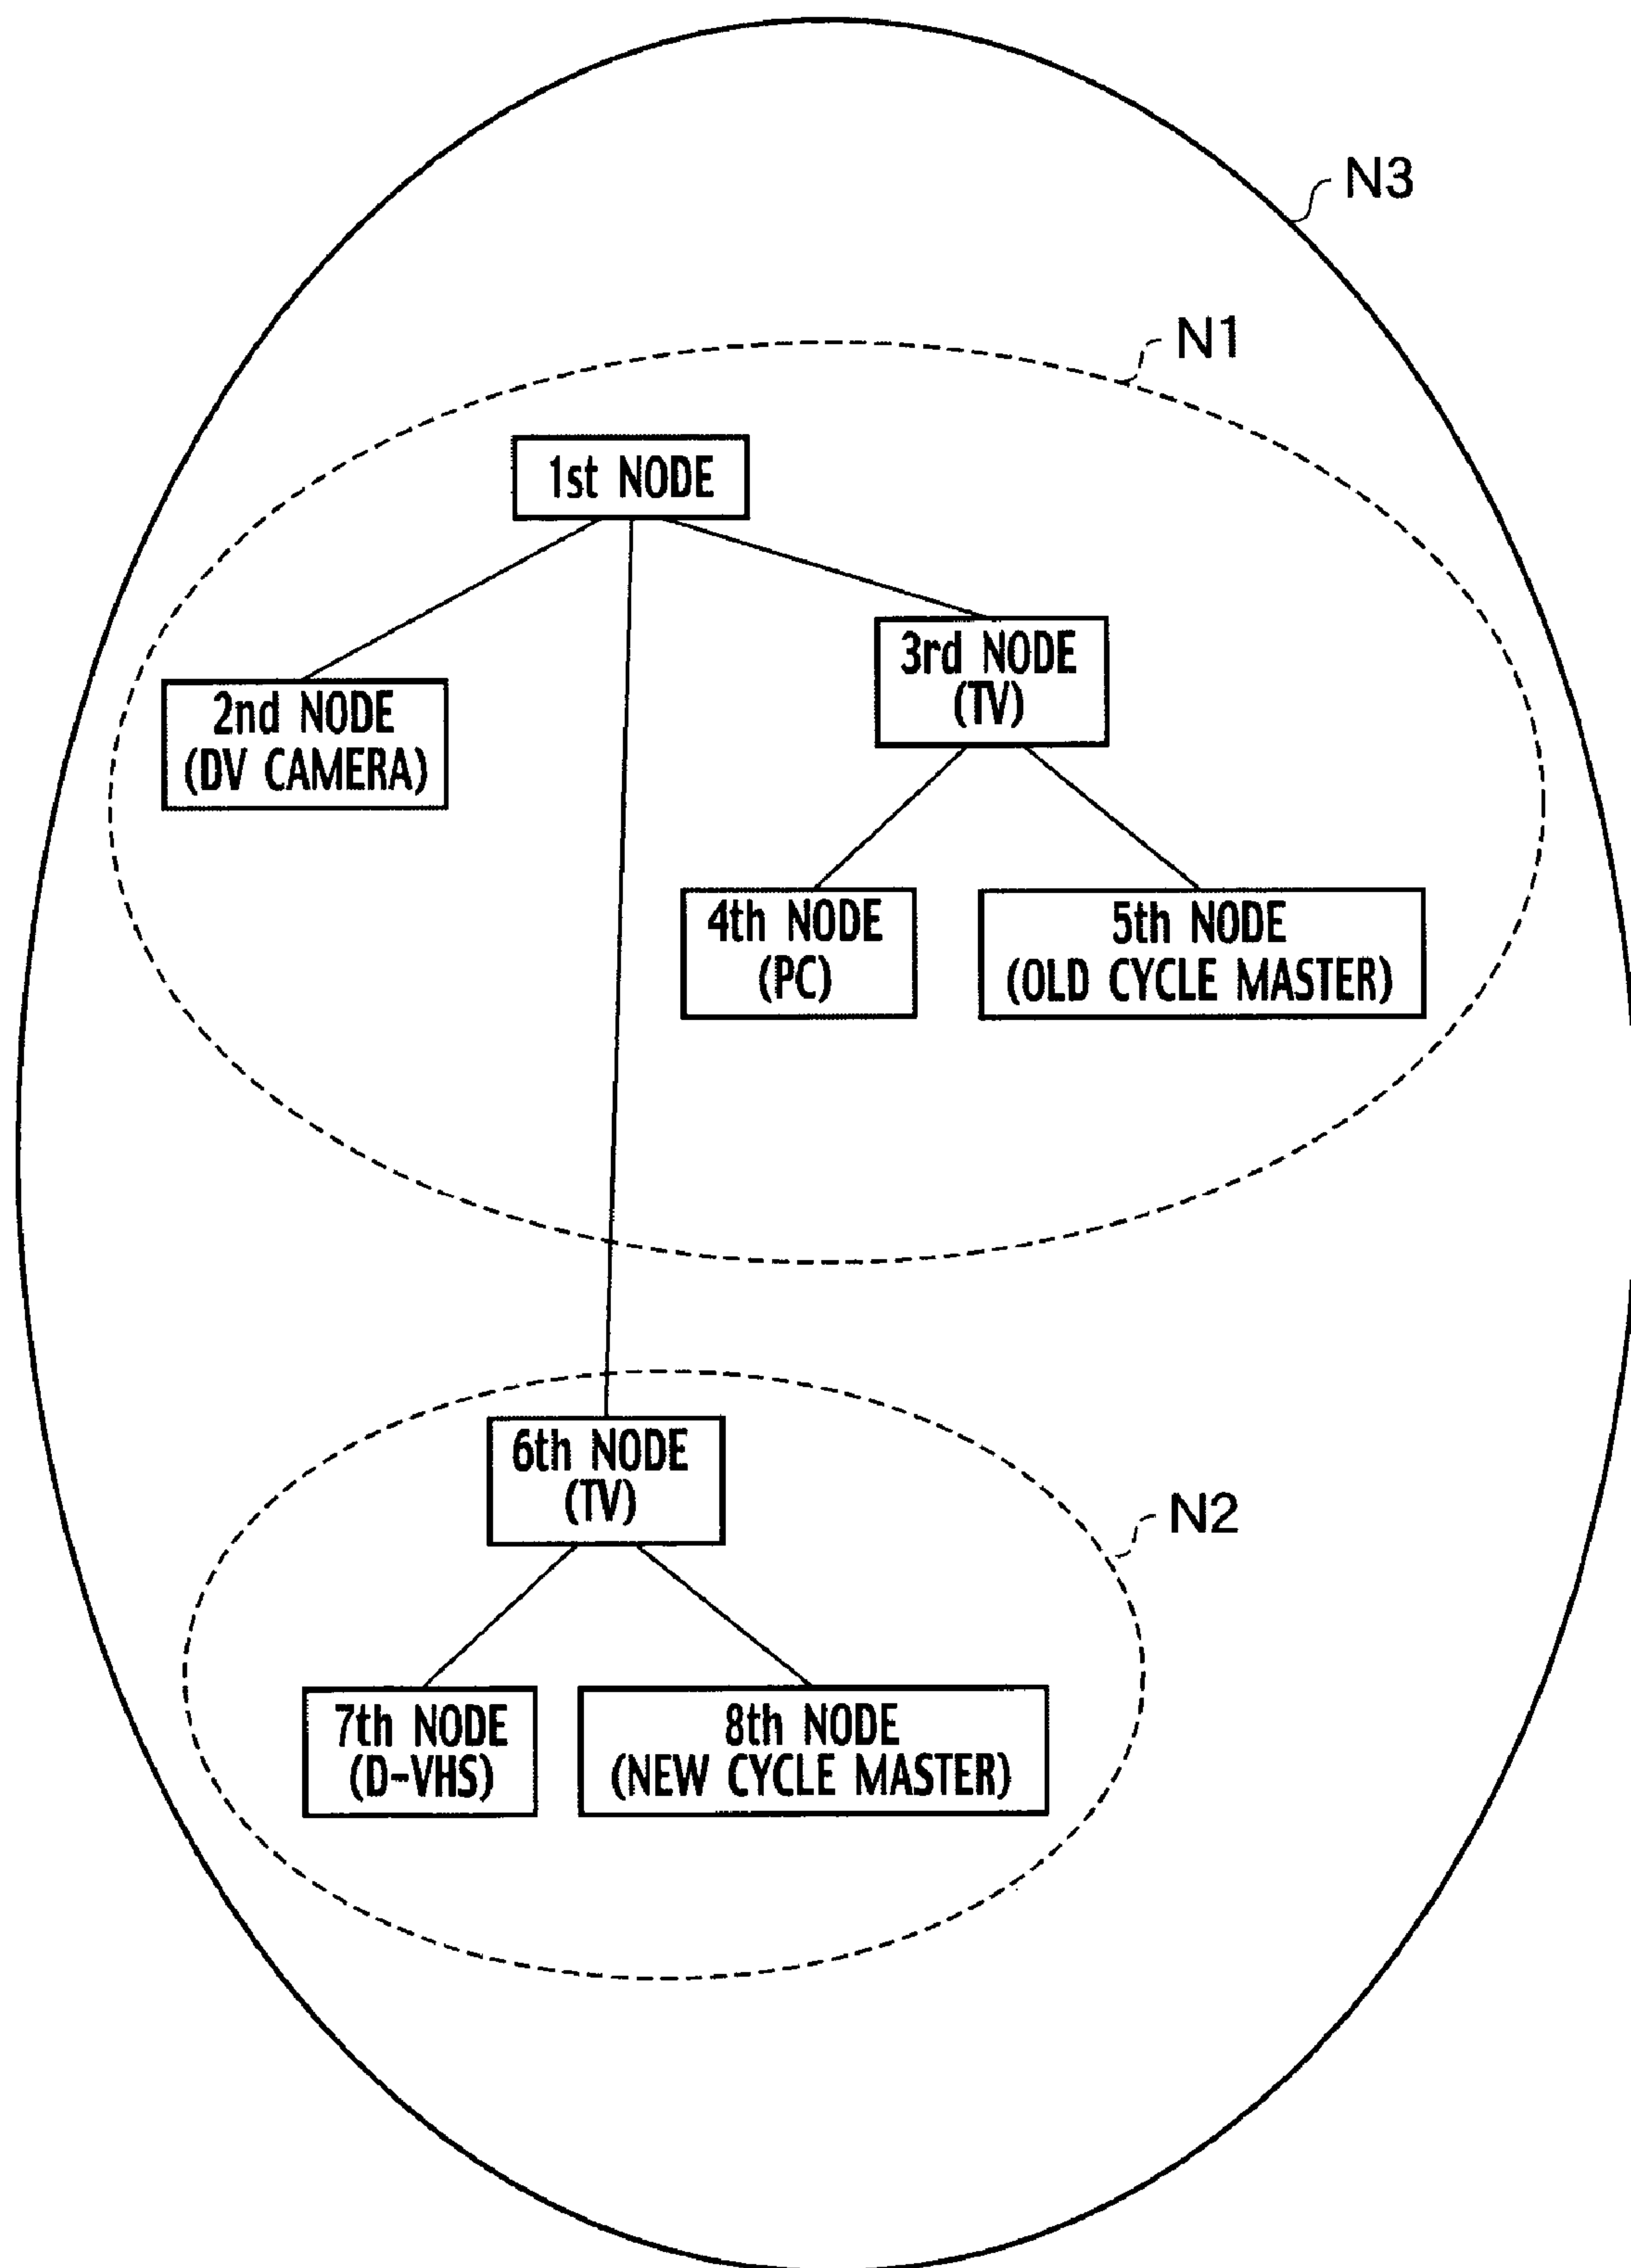 N3
N1
1st NODE
3rd NODE
(TV)
2nd NODE
(DV CAMERA)
4th NODE
(PC)
5th NODE
(OLD CYCLE MASTER)
6th NODE
(TV)
N2
7th NODE
(D-VHS)
8th NODE
(NEW CYCLE MASTER)